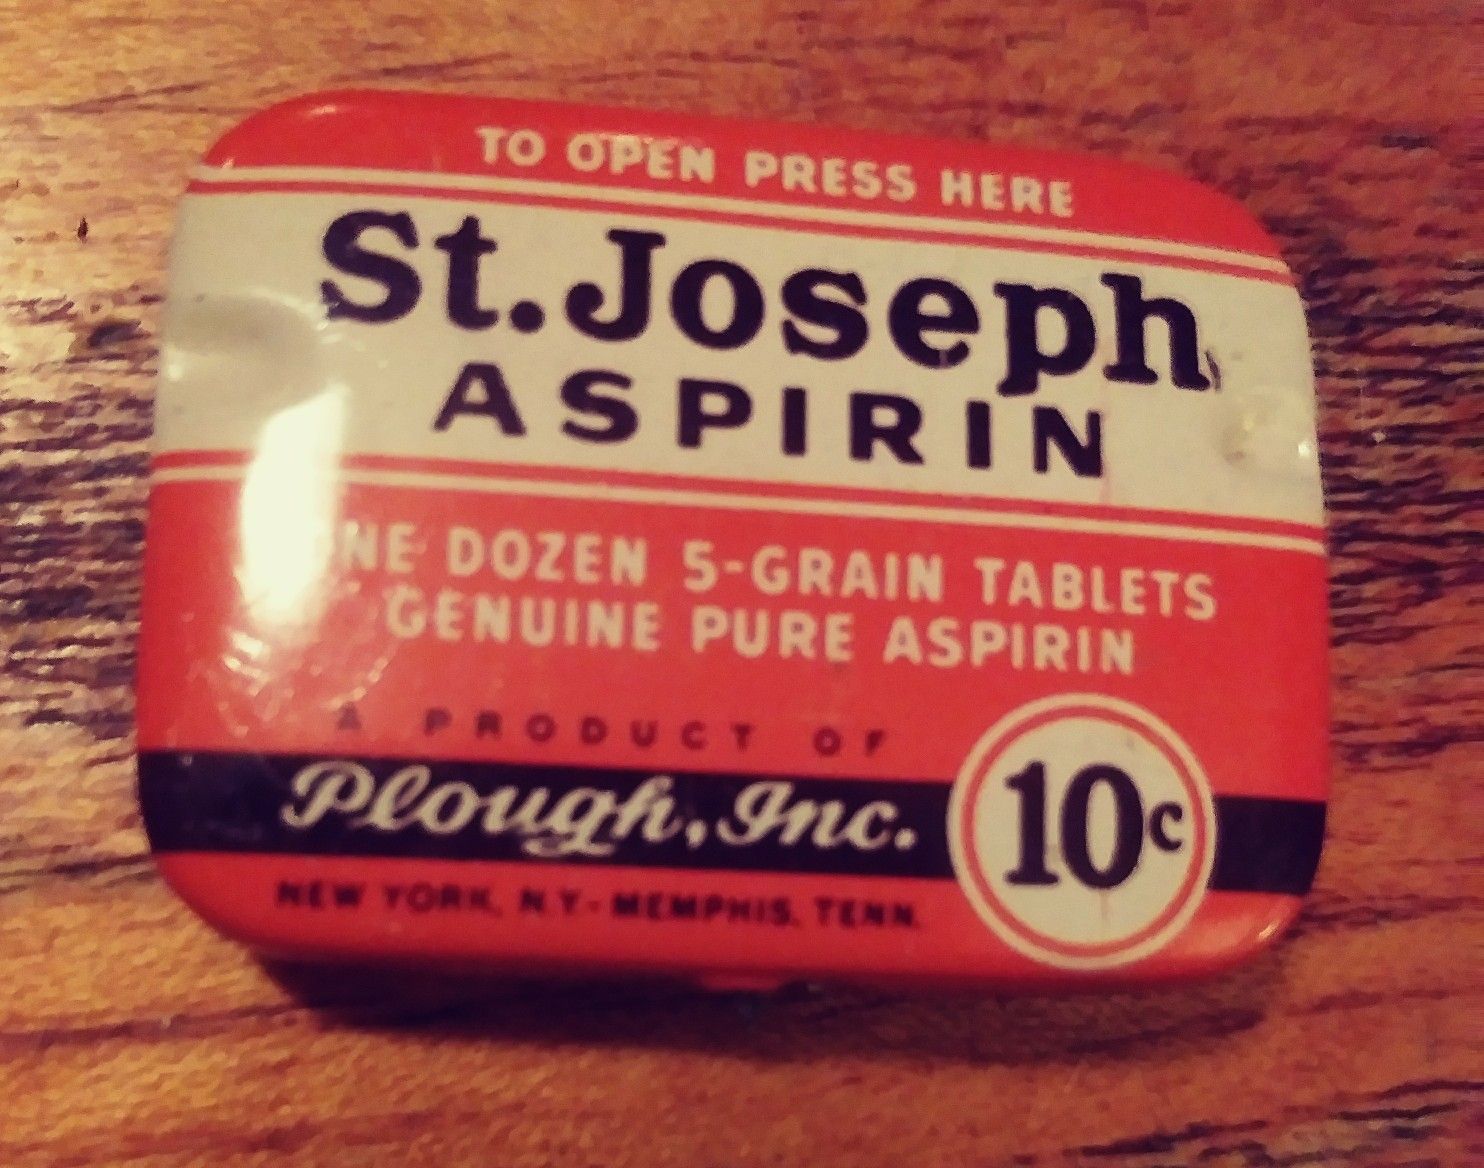 TO OPEN PRESS HERE
St. Joseph
ASPIRIN
ONE DOZEN 5-GRAIN TABLETS
GENUINE PURE ASPIRIN
A PRODUCT OF
Plough, Inc.
10c
NEW YORK, N.Y. - MEMPHIS, TENN.